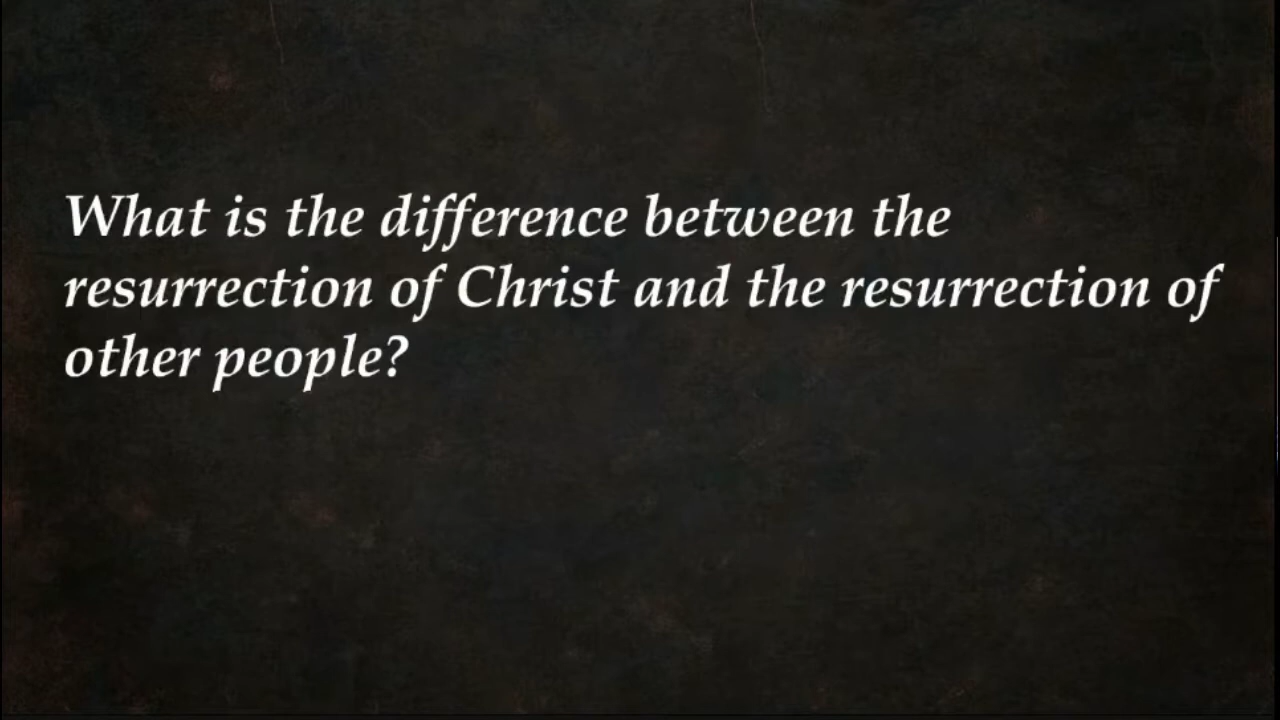 What is the difference between the
resurrection of Christ and the resurrection of
other people?